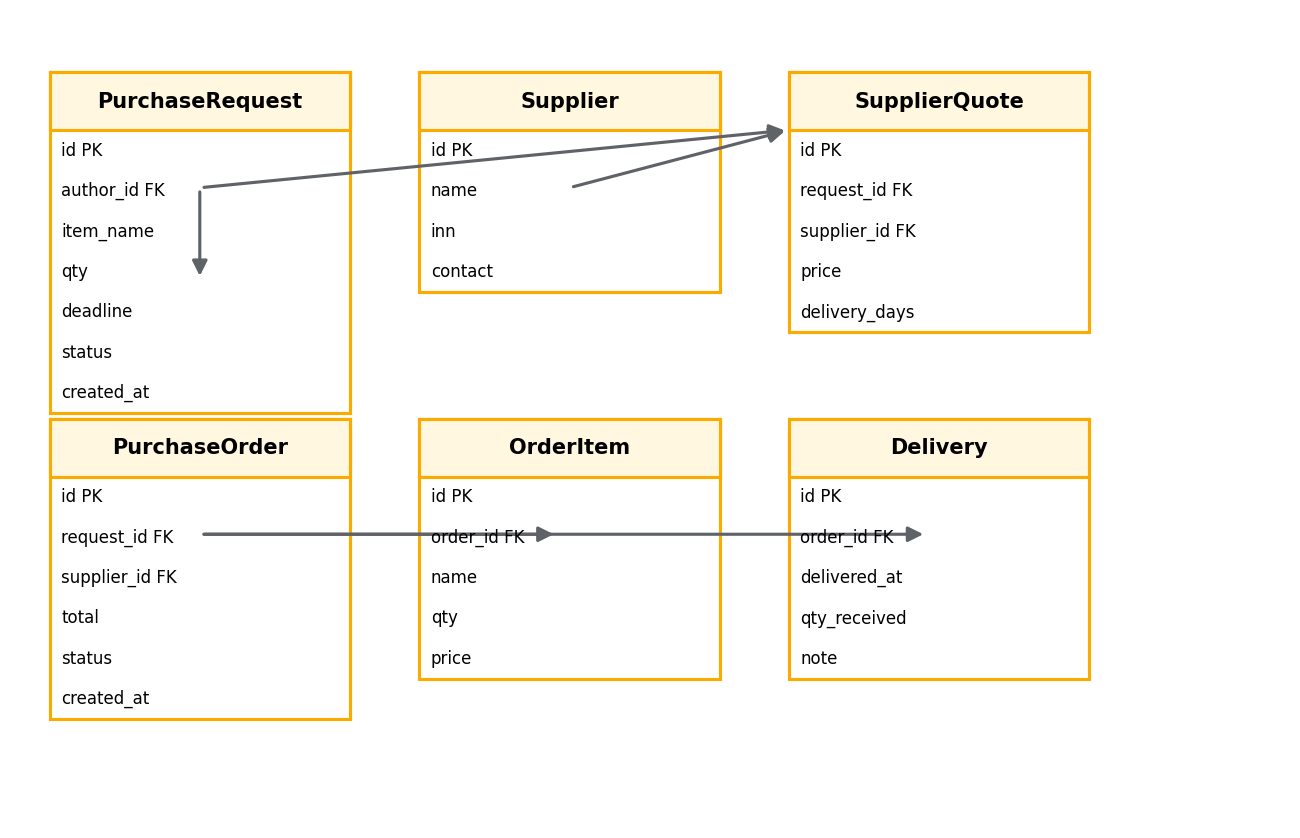 PurchaseRequest
id PK
author_id FK
item_name
qty
deadline
status
created_at
Supplier
id PK
name
inn
contact
SupplierQuote
id PK
request_id FK
supplier_id FK
price
delivery_days
PurchaseOrder
id PK
request_id FK
supplier_id FK
total
status
created_at
OrderItem
id PK
order_id FK
name
qty
price
Delivery
id PK
order_id FK
delivered_at
qty_received
note